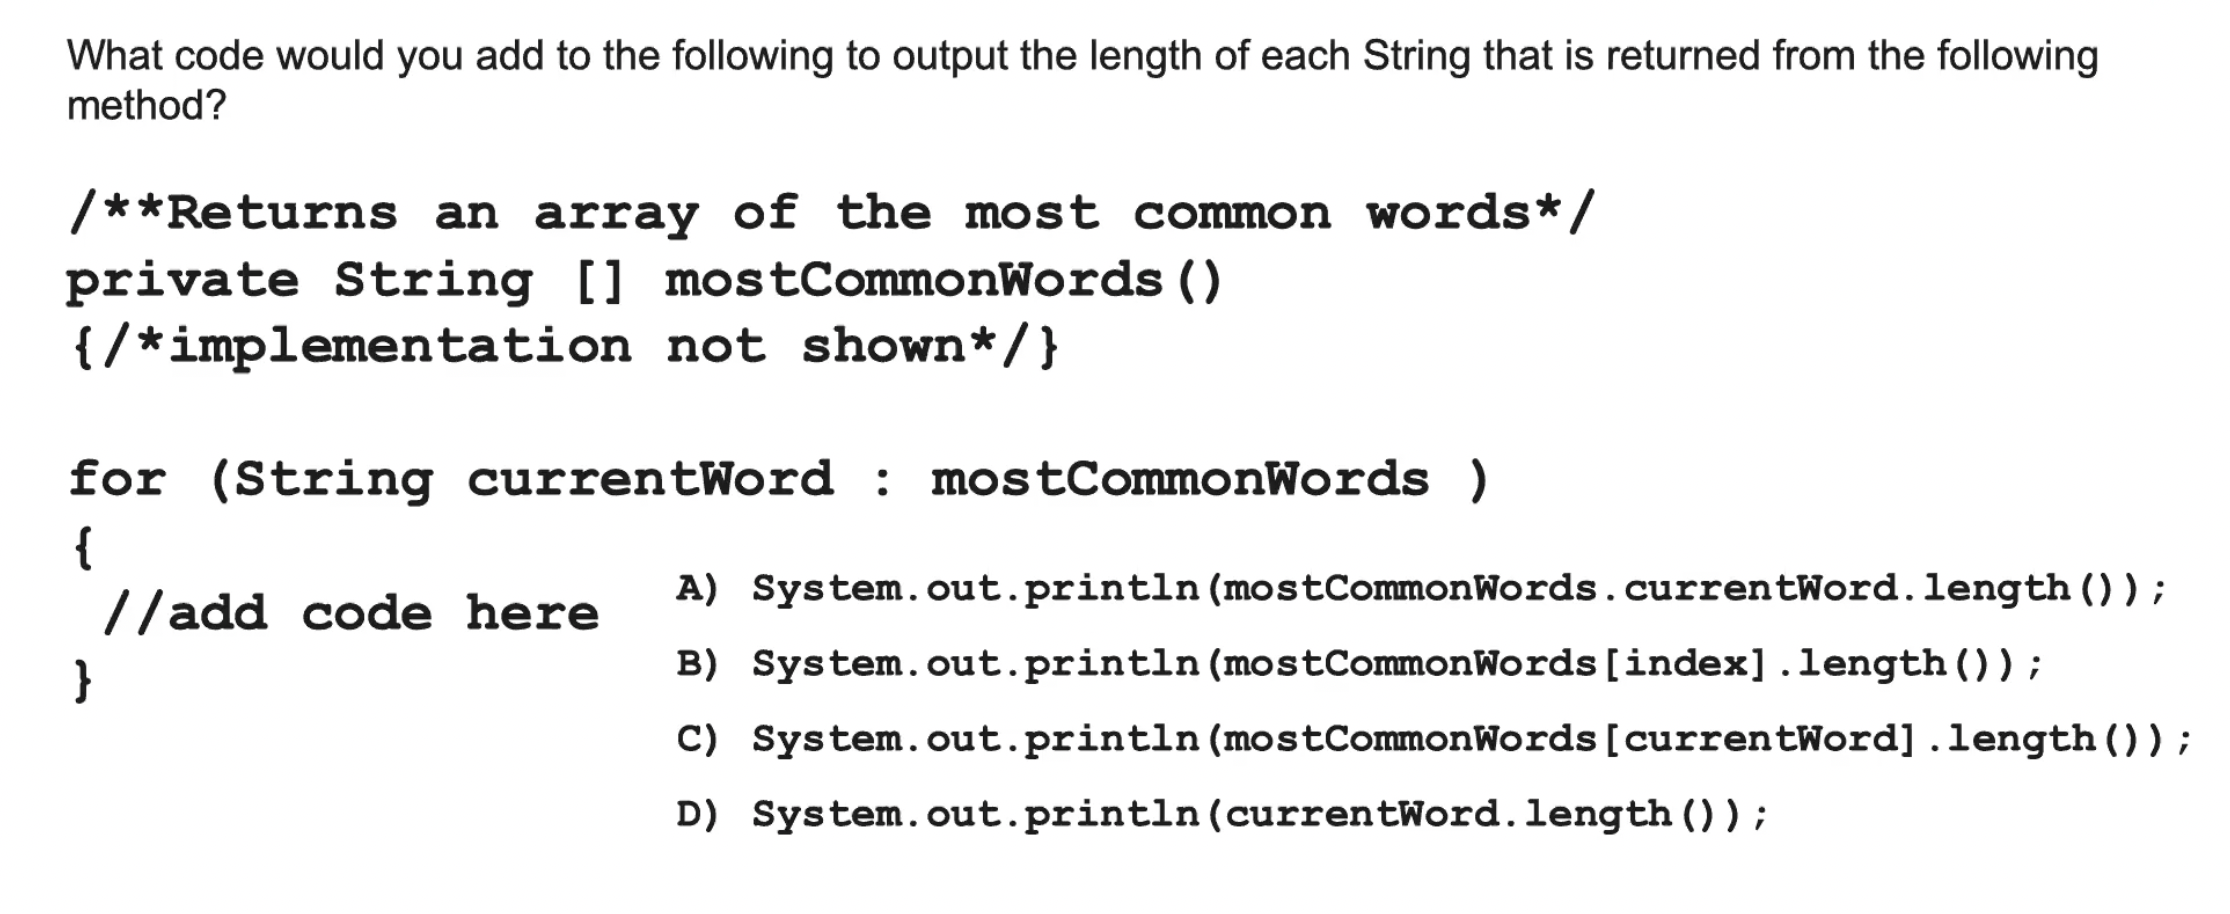 What code would you add to the following to output the length of each String that is returned from the following
method?
/**Returns an array of the most common words*/
private String [] mostCommonWords()
{/*implementation not shown*/}
for (String currentWord : mostCommonWords )
{
//add code here
}
A) System.out.println(mostCommonWords.currentWord.length());
B) System.out.println(mostCommonWords[index].length());
C) System.out.println(mostCommonWords[currentWord].length());
D) System.out.println(currentWord.length());